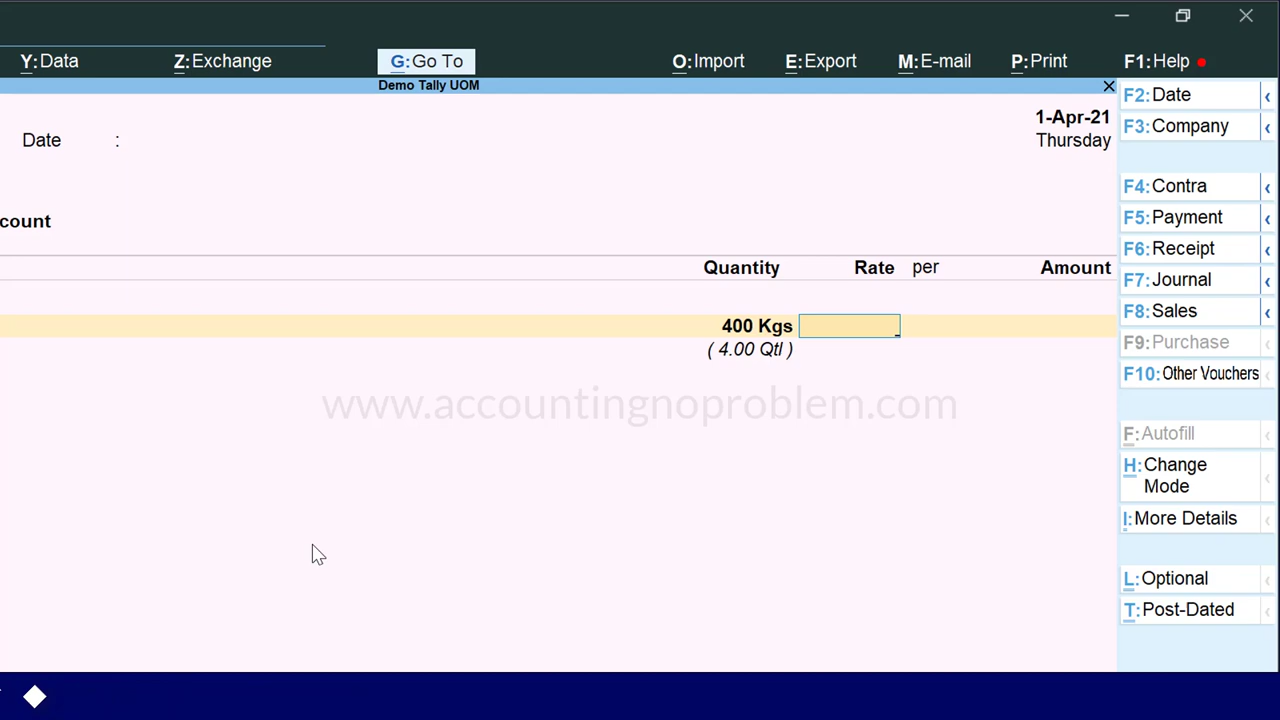 Y:Data Z:Exchange G:Go To O:Import E:Export M:E-mail P:Print F1:Help
Demo Tally UOM
F2:Date
1-Apr-21
Date :
Thursday
F3:Company
F4:Contra
count
F5:Payment
F6:Receipt
Quantity Rate per Amount
F7:Journal
F8:Sales
400 Kgs
( 4.00 Qtl )
F9:Purchase
F10:Other Vouchers
www.accountingnoproblem.com
F:Autofill
H:Change
Mode
I:More Details
L:Optional
T:Post-Dated